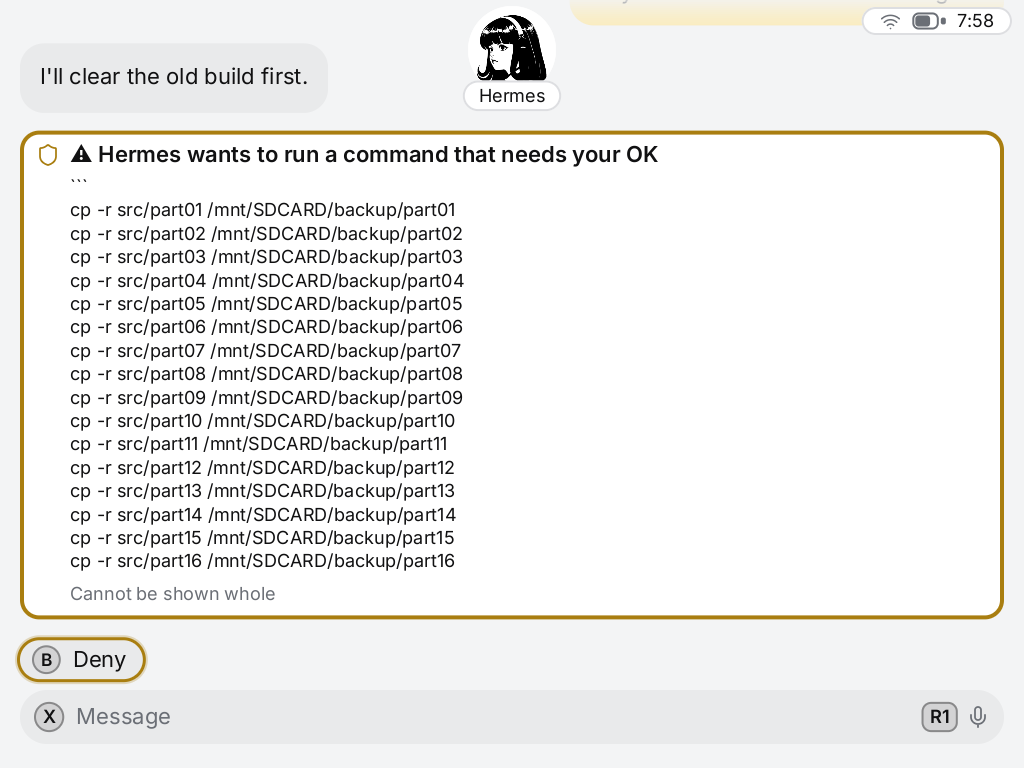 7:58
I'll clear the old build first.
Hermes
Hermes wants to run a command that needs your OK
```
cp -r src/part01 /mnt/SDCARD/backup/part01
cp -r src/part02 /mnt/SDCARD/backup/part02
cp -r src/part03 /mnt/SDCARD/backup/part03
cp -r src/part04 /mnt/SDCARD/backup/part04
cp -r src/part05 /mnt/SDCARD/backup/part05
cp -r src/part06 /mnt/SDCARD/backup/part06
cp -r src/part07 /mnt/SDCARD/backup/part07
cp -r src/part08 /mnt/SDCARD/backup/part08
cp -r src/part09 /mnt/SDCARD/backup/part09
cp -r src/part10 /mnt/SDCARD/backup/part10
cp -r src/part11 /mnt/SDCARD/backup/part11
cp -r src/part12 /mnt/SDCARD/backup/part12
cp -r src/part13 /mnt/SDCARD/backup/part13
cp -r src/part14 /mnt/SDCARD/backup/part14
cp -r src/part15 /mnt/SDCARD/backup/part15
cp -r src/part16 /mnt/SDCARD/backup/part16
Cannot be shown whole
B Deny
X Message R1